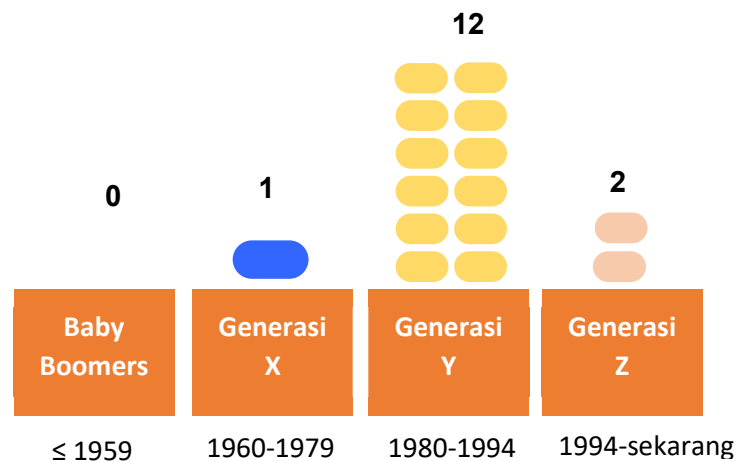 12
0
1
2
Baby
Boomers
Generasi
X
Generasi
Y
Generasi
Z
≤ 1959
1960-1979
1980-1994
1994-sekarang